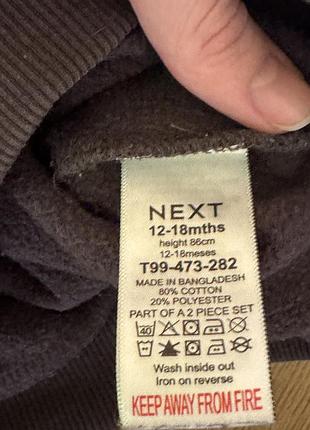 NEXT
12-18mths
height 86cm
12-18meses
T99-473-282
MADE IN BANGLADESH
80% COTTON
20% POLYESTER
PART OF A 2 PIECE SET
40
Wash inside out
Iron on reverse
KEEP AWAY FROM FIRE